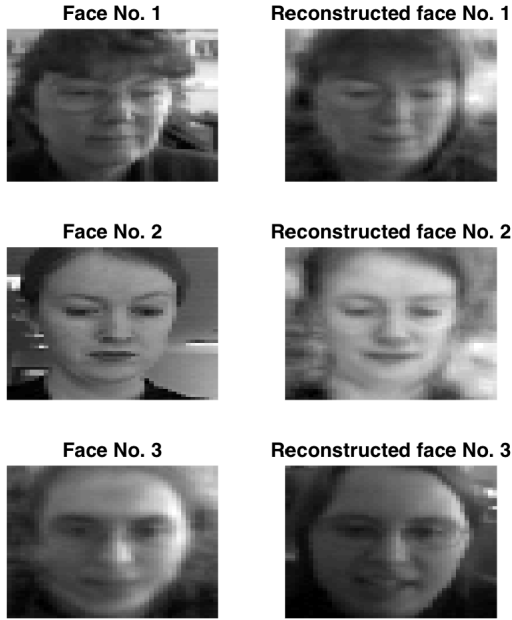 Face No. 1
Reconstructed face No. 1
Face No. 2
Reconstructed face No. 2
Face No. 3
Reconstructed face No. 3